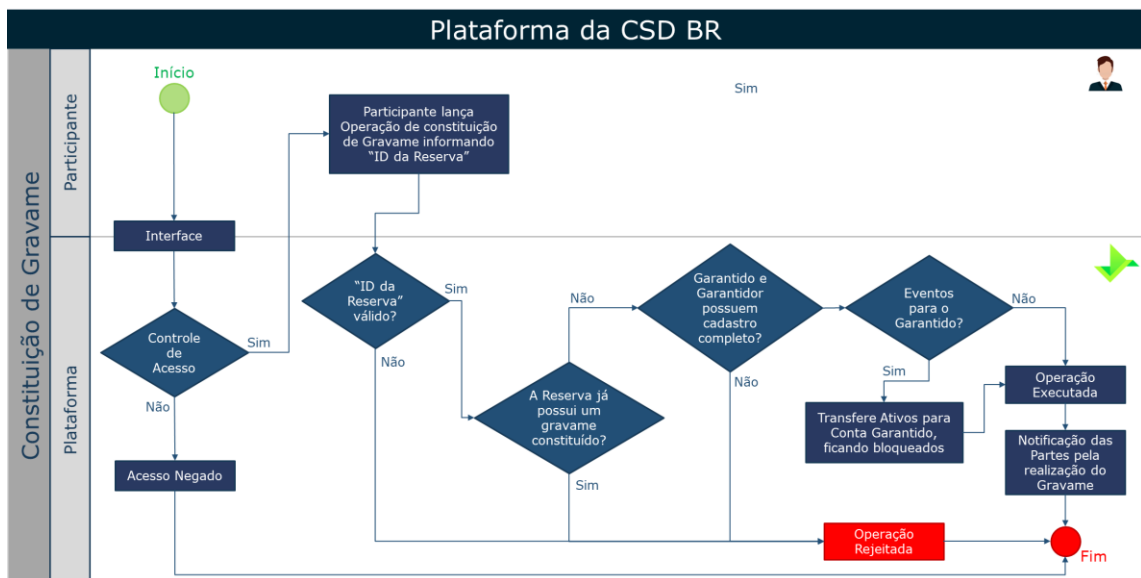 Plataforma da CSD BR
Constituição de Gravame
Participante
Plataforma
Início
Participante lança
Operação de constituição
de Gravame informando
“ID da Reserva”
Sim
Interface
Controle
de
Acesso
Sim
Não
Acesso Negado
“ID da
Reserva”
válido?
Sim
Não
A Reserva já
possui um
gravame
constituído?
Não
Sim
Garantido e
Garantidor
possuem
cadastro
completo?
Não
Eventos
para o
Garantido?
Não
Sim
Transfere Ativos para
Conta Garantido,
ficando bloqueados
Operação
Executada
Notificação das
Partes pela
realização do
Gravame
Operação
Rejeitada
Fim